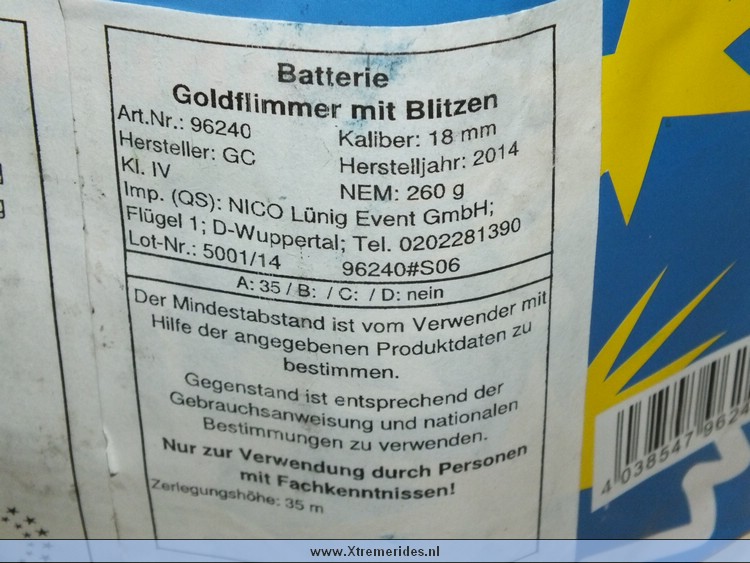 Batterie
Goldflimmer mit Blitzen
Art.Nr.: 96240 Kaliber: 18 mm
Hersteller: GC Herstelljahr: 2014
Kl. IV NEM: 260 g
Imp. (QS): NICO Lünig Event GmbH;
Flügel 1; D-Wuppertal; Tel. 0202281390
Lot-Nr.: 5001/14 96240#S06
A: 35 / B: / C: / D: nein
Der Mindestabstand ist vom Verwender mit
Hilfe der angegebenen Produktdaten zu
bestimmen.
Gegenstand ist entsprechend der
Gebrauchsanweisung und nationalen
Bestimmungen zu verwenden.
Nur zur Verwendung durch Personen
mit Fachkenntnissen!
Zerlegungshöhe: 35 m
4 038547 962
www.Xtremerides.nl